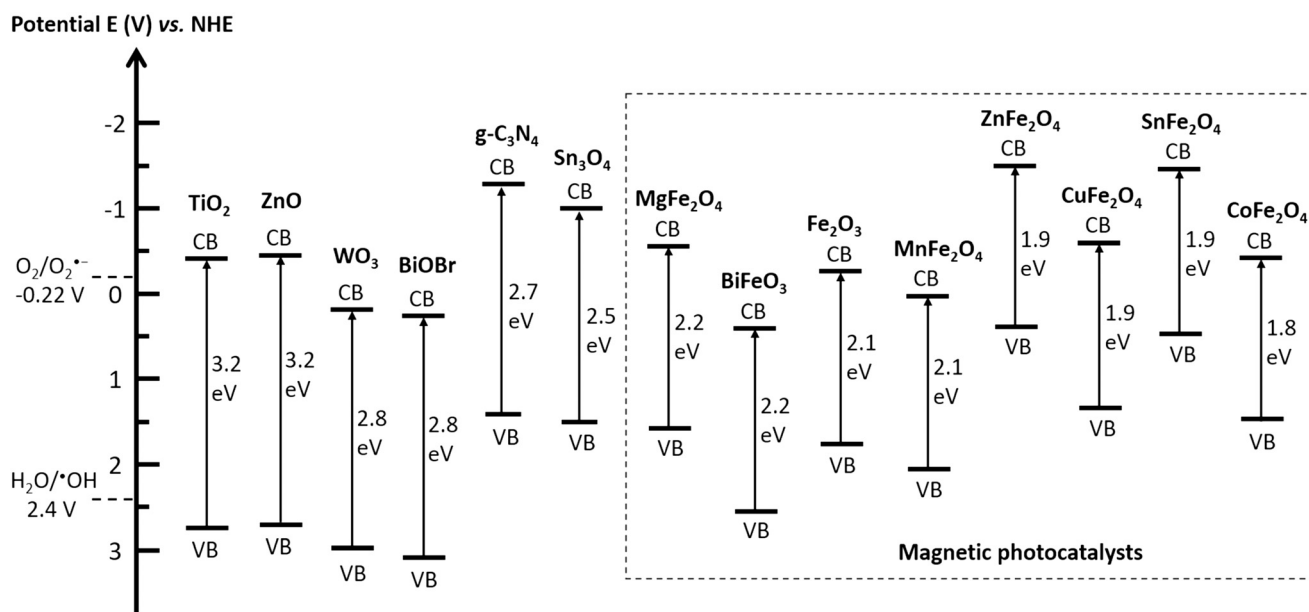 Potential E (V) vs. NHE
-2
-1
0
1
2
3
O₂/O₂•⁻
-0.22 V
H₂O/•OH
2.4 V
TiO₂
CB
3.2
eV
VB
ZnO
CB
3.2
eV
VB
WO₃
CB
2.8
eV
VB
BiOBr
CB
2.8
eV
VB
g-C₃N₄
CB
2.7
eV
VB
Sn₃O₄
CB
2.5
eV
VB
MgFe₂O₄
CB
2.2
eV
VB
BiFeO₃
CB
2.2
eV
VB
Fe₂O₃
CB
2.1
eV
VB
MnFe₂O₄
CB
2.1
eV
VB
ZnFe₂O₄
CB
1.9
eV
VB
CuFe₂O₄
CB
1.9
eV
VB
SnFe₂O₄
CB
1.9
eV
VB
CoFe₂O₄
CB
1.8
eV
VB
Magnetic photocatalysts